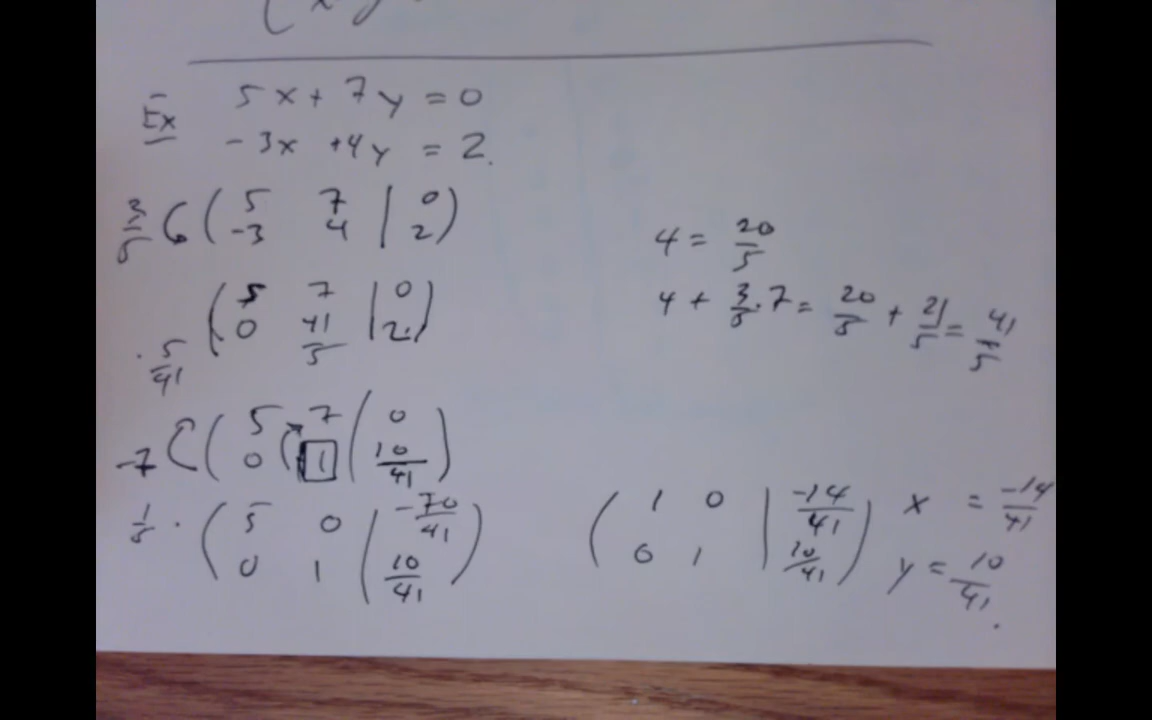 Ex 5x + 7y = 0
-3x + 4y = 2.
3/5 ( 5 7 | 0 )
( -3 4 | 2 )
4 = 20/5
4 + 3/5 · 7 = 20/5 + 21/5 = 41/5
( 5 7 | 0 )
( 0 41/5 | 2 )
· 5/41
( 5 7 | 0 )
-7 ( 0 1 | 10/41 )
1/5 · ( 5 0 | -70/41 )
( 0 1 | 10/41 )
( 1 0 | -14/41 ) x = -14/41
( 0 1 | 10/41 ) y = 10/41.